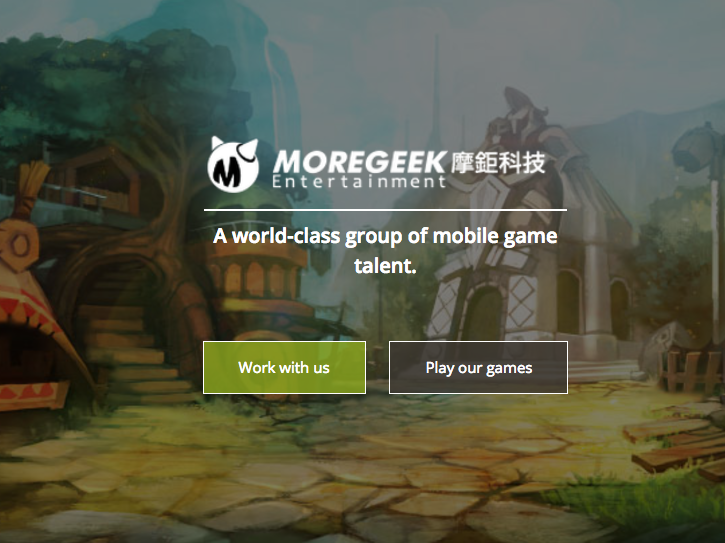 MOREGEEK 摩鉅科技
Entertainment
A world-class group of mobile game
talent.
Work with us
Play our games